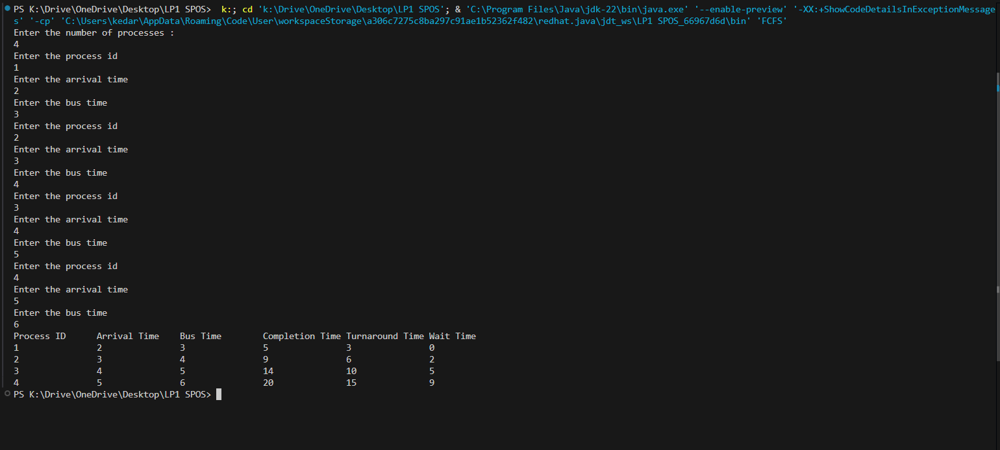 PS K:\Drive\OneDrive\Desktop\LP1 SPOS>  k:; cd 'k:\Drive\OneDrive\Desktop\LP1 SPOS'; & 'C:\Program Files\Java\jdk-22\bin\java.exe' '--enable-preview' '-XX:+ShowCodeDetailsInExceptionMessage
s' '-cp' 'C:\Users\kedar\AppData\Roaming\Code\User\workspaceStorage\a306c7275c8ba297c91ae1b52362f482\redhat.java\jdt_ws\LP1 SPOS_66967d6d\bin' 'FCFS'
Enter the number of processes :
4
Enter the process id
1
Enter the arrival time
2
Enter the bus time
3
Enter the process id
2
Enter the arrival time
3
Enter the bus time
4
Enter the process id
3
Enter the arrival time
4
Enter the bus time
5
Enter the process id
4
Enter the arrival time
5
Enter the bus time
6
Process ID      Arrival Time    Bus Time        Completion Time Turnaround Time Wait Time
1               2               3               5               3               0
2               3               4               9               6               2
3               4               5               14              10              5
4               5               6               20              15              9
PS K:\Drive\OneDrive\Desktop\LP1 SPOS>